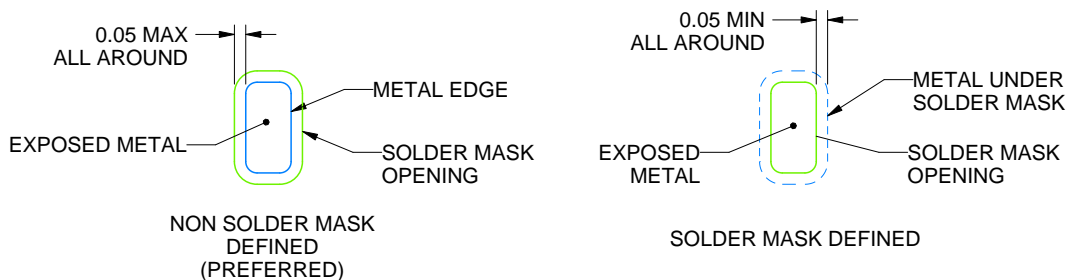 0.05 MAX
ALL AROUND
METAL EDGE
EXPOSED METAL
SOLDER MASK
OPENING
NON SOLDER MASK
DEFINED
(PREFERRED)
0.05 MIN
ALL AROUND
METAL UNDER
SOLDER MASK
EXPOSED
METAL
SOLDER MASK
OPENING
SOLDER MASK DEFINED